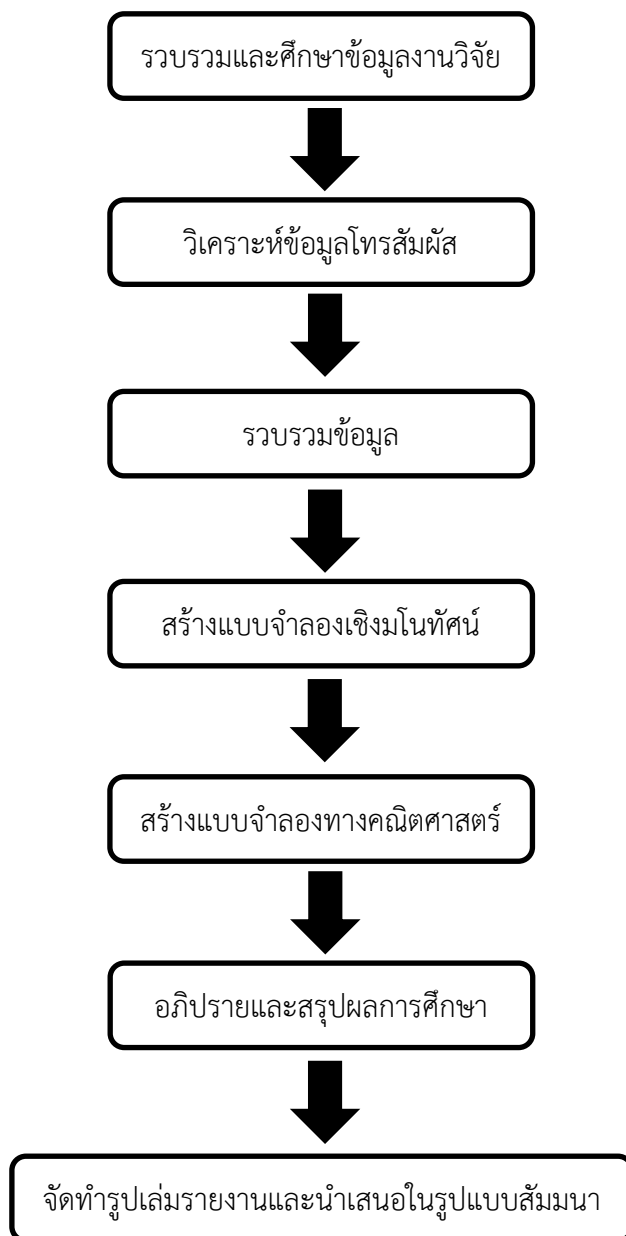 รวบรวมและศึกษาข้อมูลงานวิจัย
วิเคราะห์ข้อมูลโทรสัมผัส
รวบรวมข้อมูล
สร้างแบบจำลองเชิงมโนทัศน์
สร้างแบบจำลองทางคณิตศาสตร์
อภิปรายและสรุปผลการศึกษา
จัดทำรูปเล่มรายงานและนำเสนอในรูปแบบสัมมนา